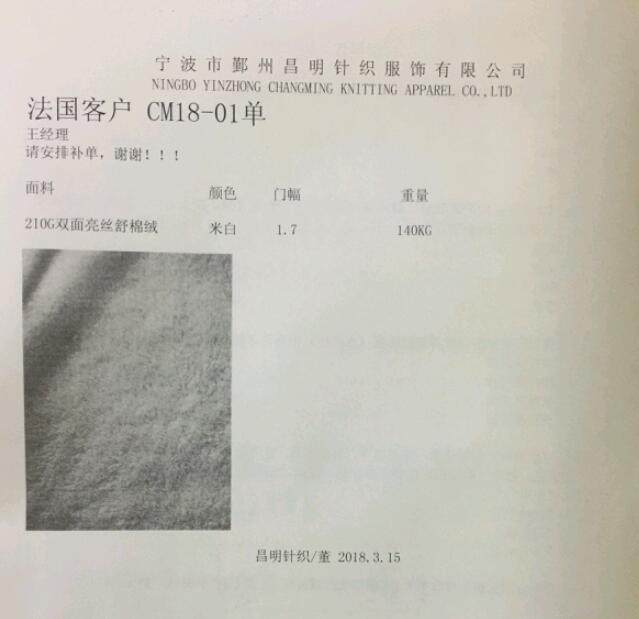 宁波市鄞州昌明针织服饰有限公司
NINGBO YINZHONG CHANGMING KNITTING APPAREL CO.,LTD
法国客户 CM18-01单
王经理
请安排补单，谢谢！！！
面料 颜色 门幅 重量
210G双面亮丝舒棉绒 米白 1.7 140KG
昌明针织/董 2018.3.15